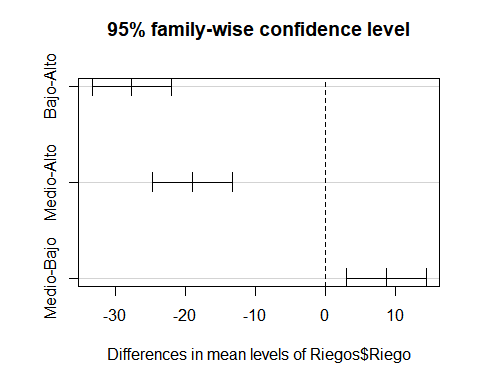 95% family-wise confidence level
Bajo-Alto
Medio-Alto
Medio-Bajo
-30 -20 -10 0 10
Differences in mean levels of Riegos$Riego